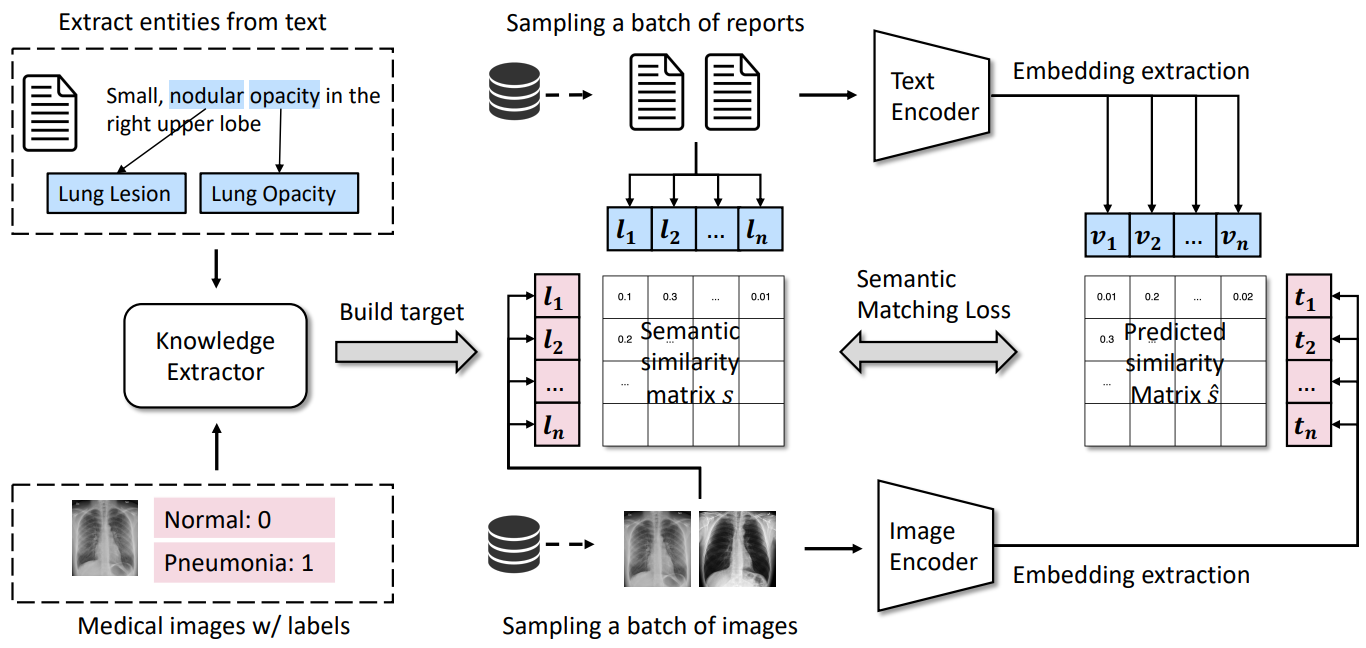 Extract entities from text
Small, nodular opacity in the
right upper lobe
Lung Lesion
Lung Opacity
Knowledge
Extractor
Normal: 0
Pneumonia: 1
Medical images w/ labels
Build target
Sampling a batch of reports
l1 l2 ... ln
l1
l2
...
ln
0.1 0.3 ... 0.01
0.2 ...
...
Semantic
similarity
matrix s
Sampling a batch of images
Text
Encoder
Embedding extraction
Semantic
Matching Loss
v1 v2 ... vn
0.01 0.2 ... 0.02
0.3 ...
...
Predicted
similarity
Matrix ŝ
t1
t2
...
tn
Image
Encoder
Embedding extraction